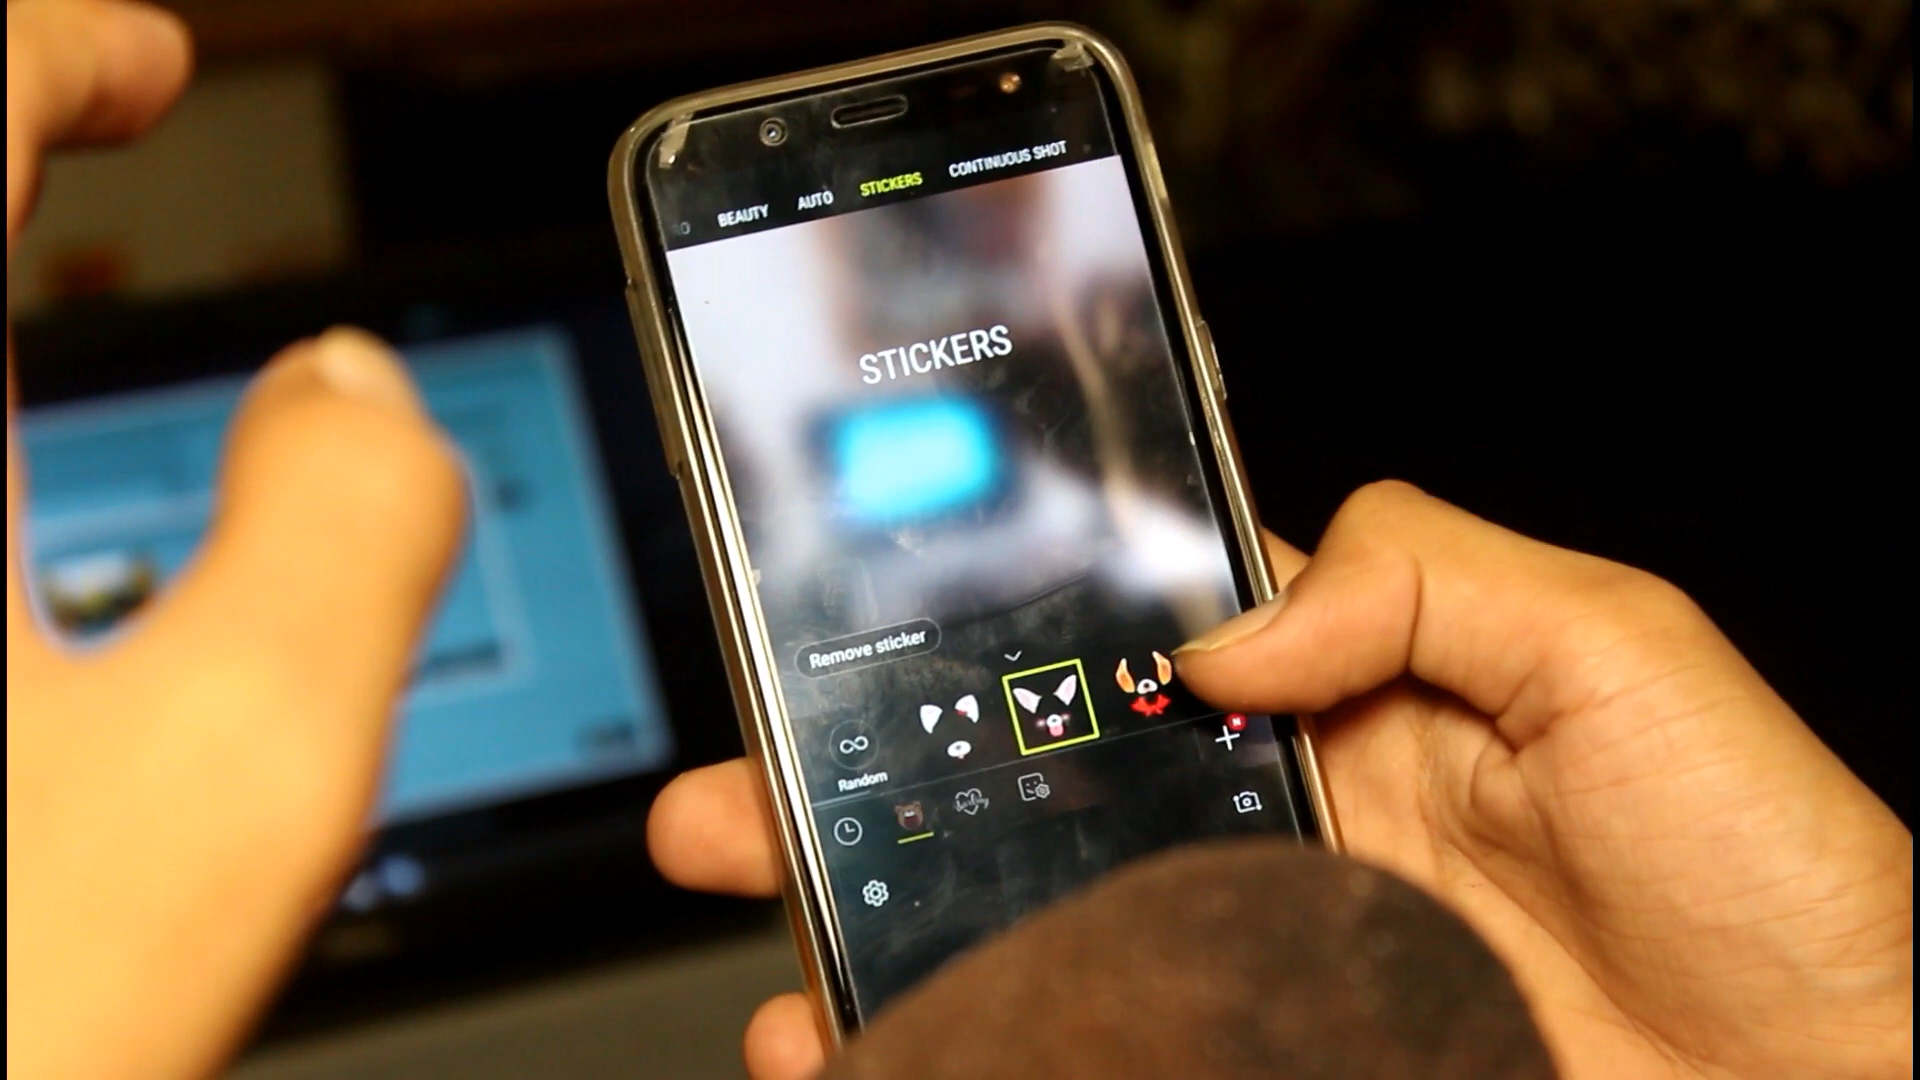 BEAUTY AUTO STICKERS CONTINUOUS SHOT
STICKERS
Remove sticker
Random
N